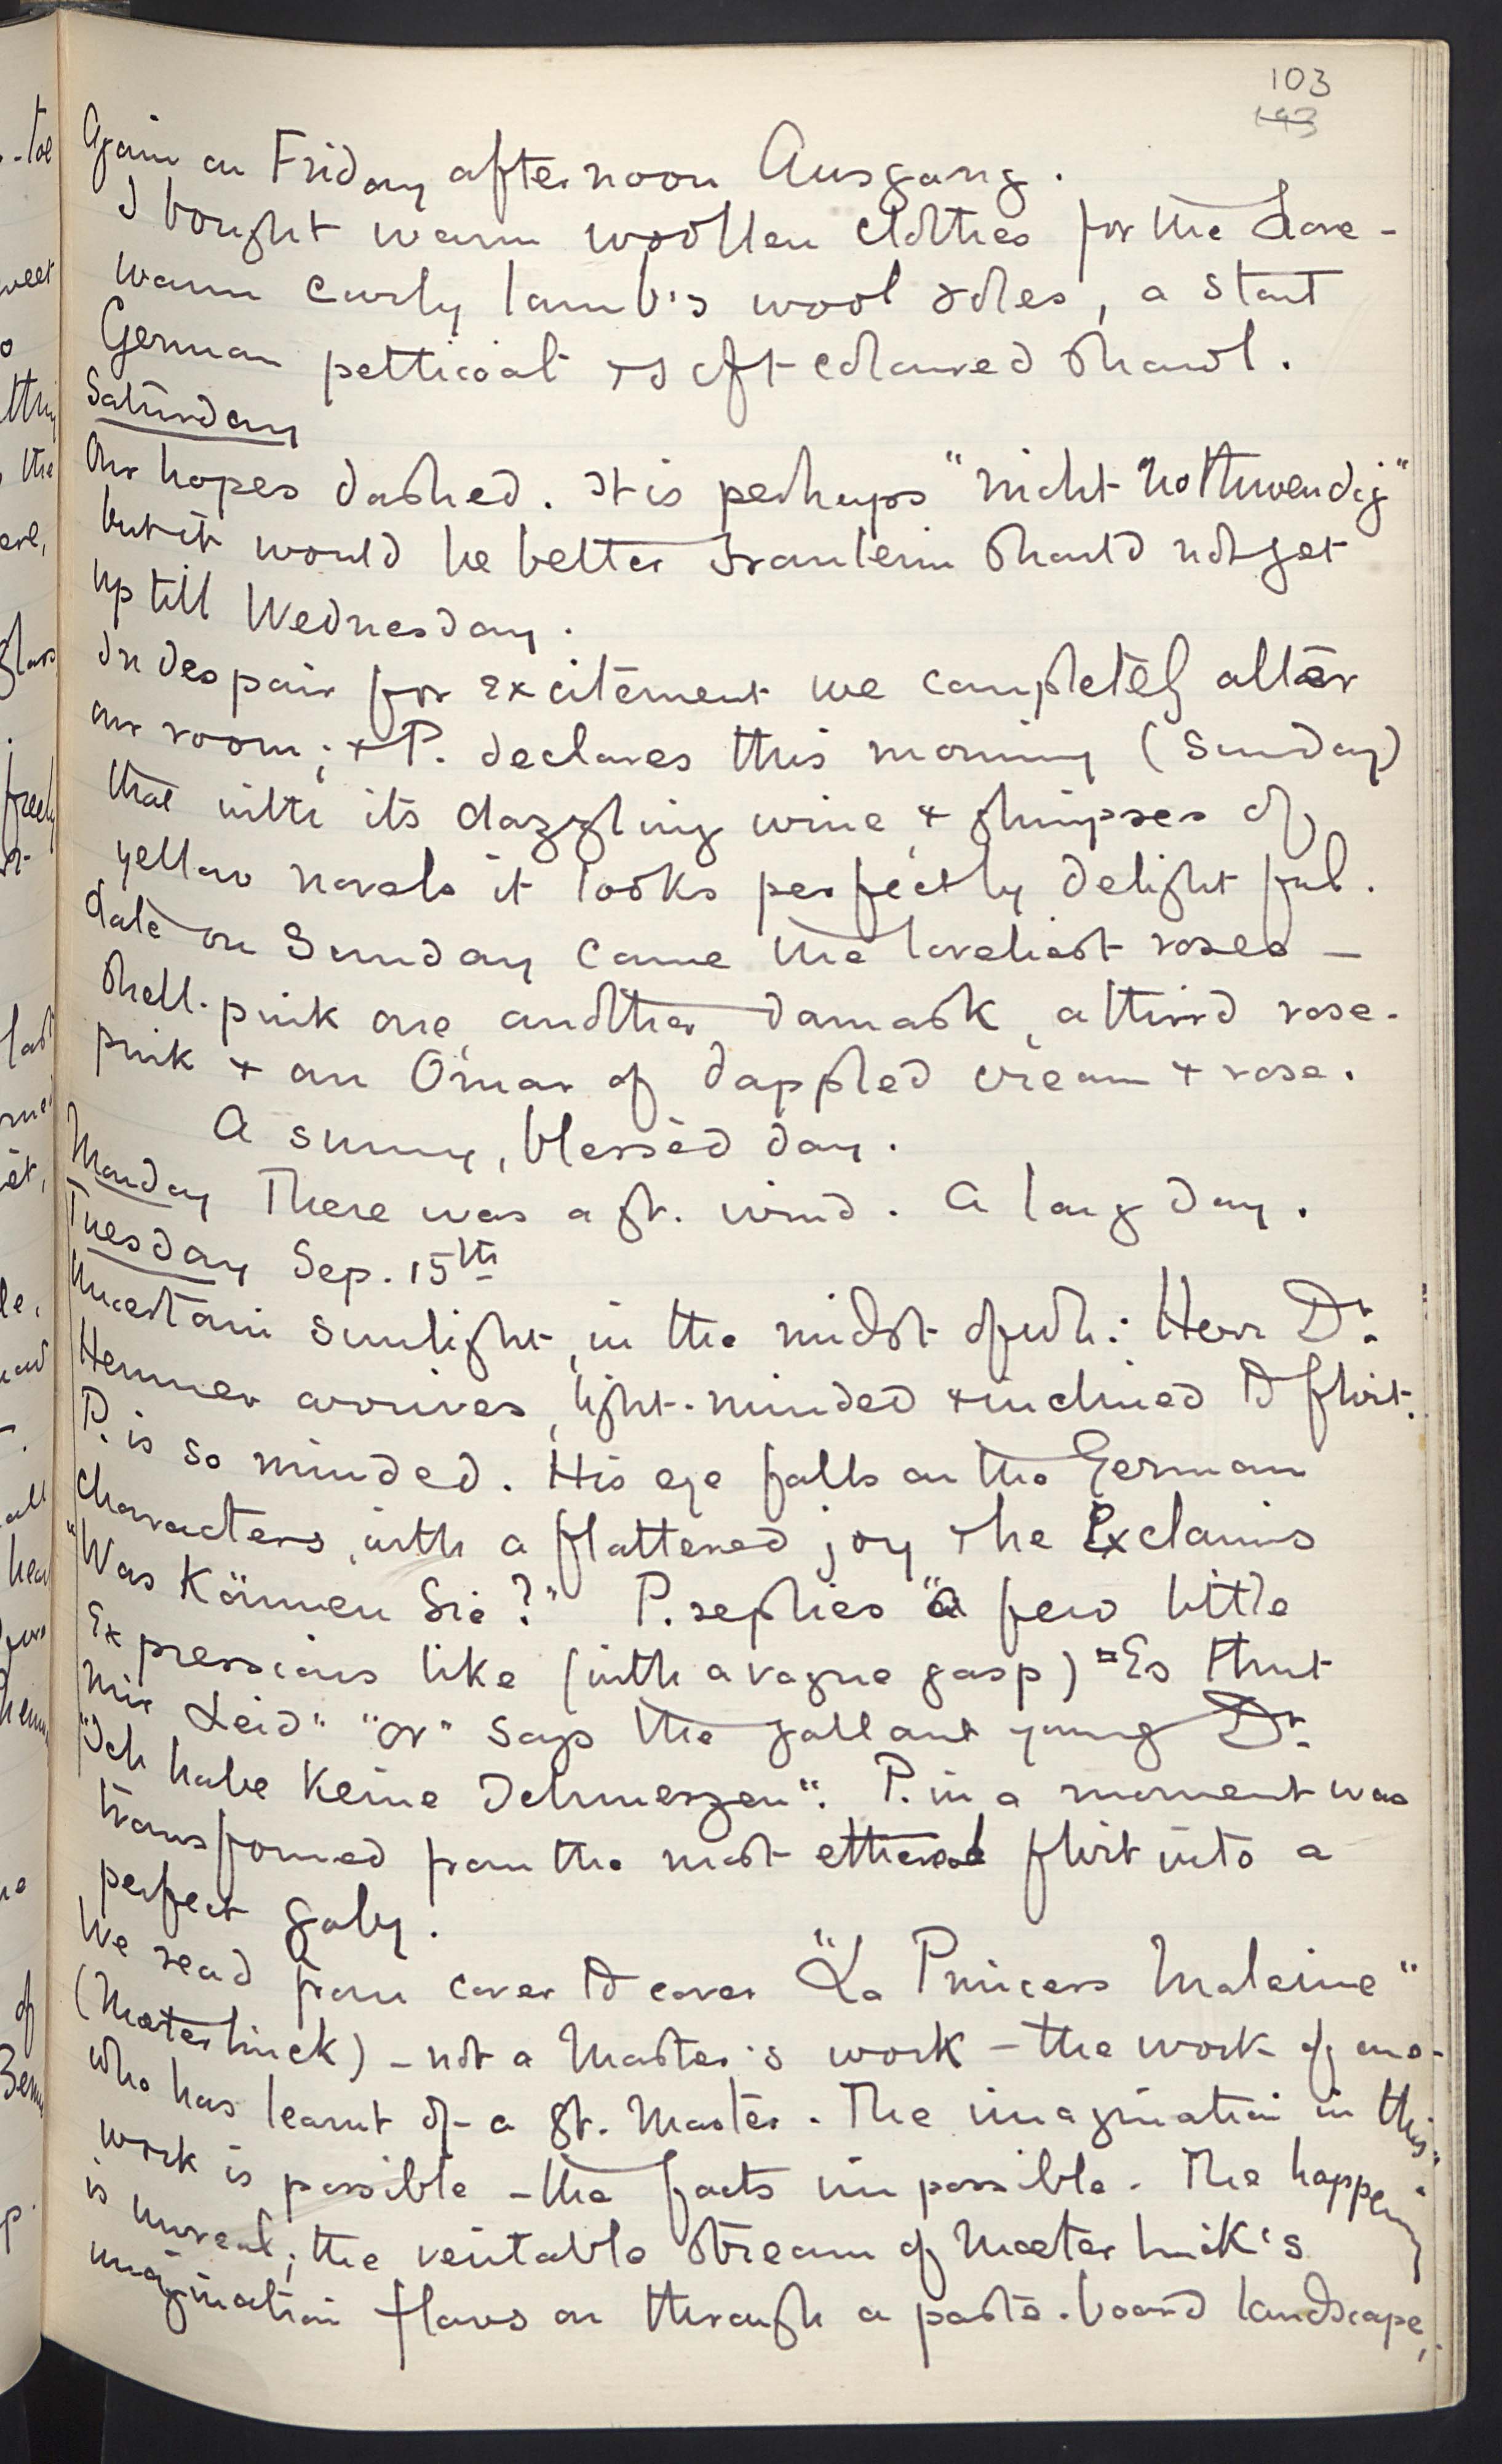 103
193
Again on Friday afternoon Ausgang.
I bought warm woollen clothes for the Love -
warm curly lamb's wool soles, a stout
German petticoat & soft-coloured shawl.
Saturday
Our hopes dashed. It is perhaps "nicht nothwendig"
but it would be better Fraulein should not get
up till Wednesday.
In despair for excitement we completely alter
our room; & P. declares this morning (Sunday)
that with its dazzling wine & glimpses of
yellow novels it looks perfectly delightful.
Late on Sunday came the loveliest roses —
Shell-pink one, another damask, a third rose-
pink & an Omar of dappled cream & rose.
A sunny, blessèd day.
Monday There was a gt. wind. A long day.
Tuesday Sep. 15th
Uncertain sunlight, in the midst of wh: Herr Dr.
arrives, light-minded & inclined to flirt.
P. is so minded. His eye falls on the German
characters, with a flattered joy & he Exclaims
"Was Können Sie?" P. replies "a few little
Expressions like (with a vague gasp) "Es thut
mir Leid" "or" says the gallant young Dr.
"Ich habe Keine Schmerzen". P. in a moment was
transformed from the most ethereal flirt into a
perfect gaby.
We read from cover to cover "La Princess Maleine"
(Maeterlinck) - not a Master's work - the work of one
who has learnt of a gt. Master. The imagination in this
work is possible - the facts impossible. The happening
is unreal; the veritable stream of Maeterlinck's
imagination flows on through a paste-board landscape,